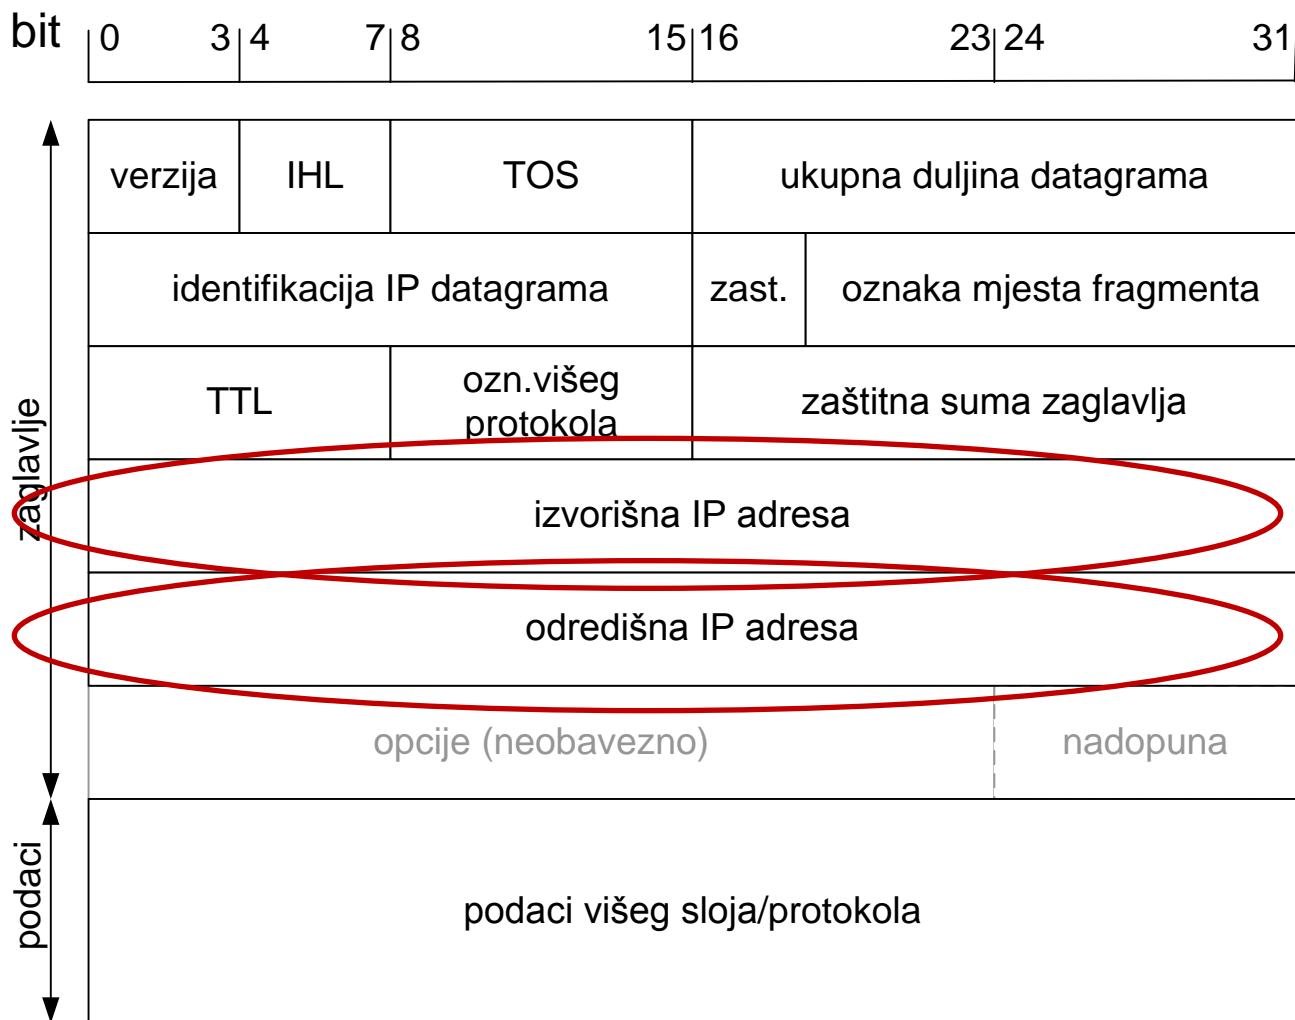 bit 0 3 4 7 8 15 16 23 24 31
verzija IHL TOS ukupna duljina datagrama
identifikacija IP datagrama zast. oznaka mjesta fragmenta
TTL ozn.višeg
protokola zaštitna suma zaglavlja
zaglavlje
izvorišna IP adresa
odredišna IP adresa
opcije (neobavezno) nadopuna
podaci
podaci višeg sloja/protokola